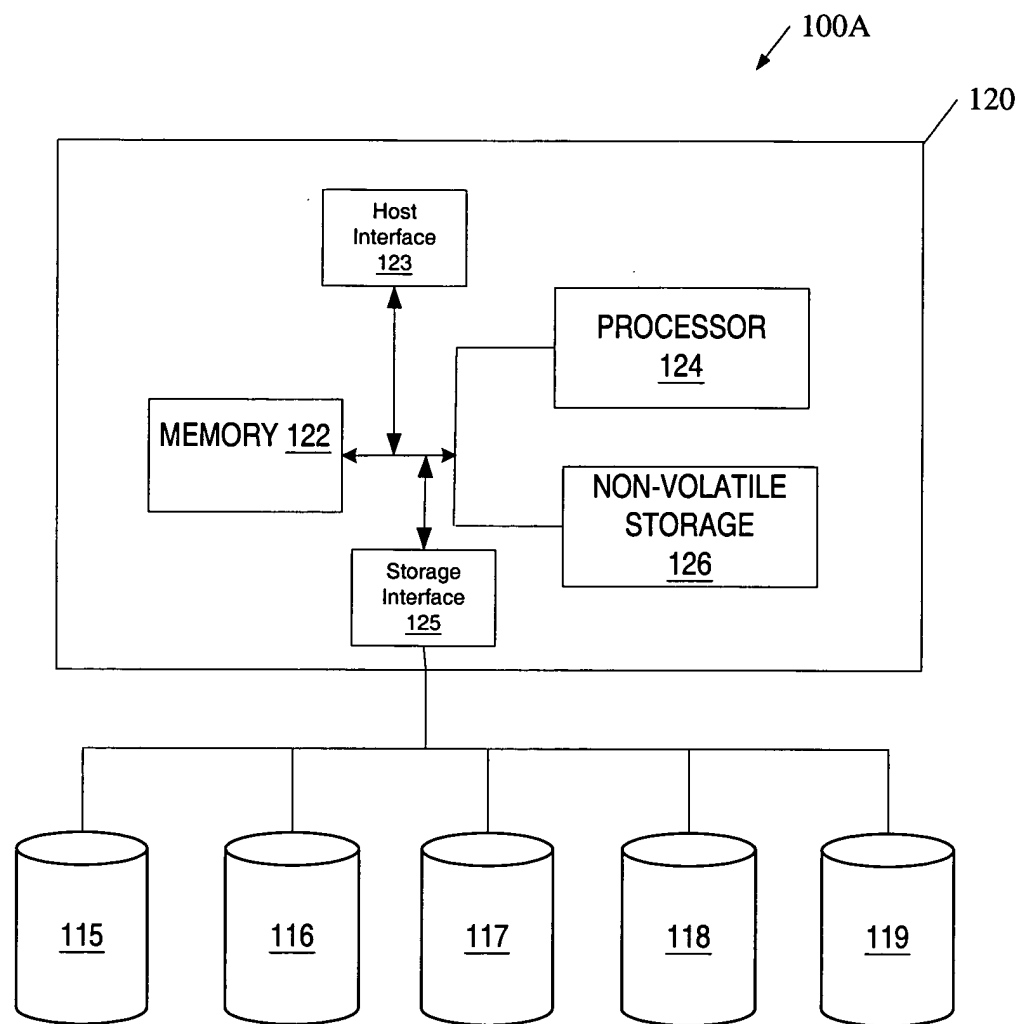 100A
120
Host
Interface
123
PROCESSOR
124
MEMORY 122
NON-VOLATILE
STORAGE
126
Storage
Interface
125
115
116
117
118
119